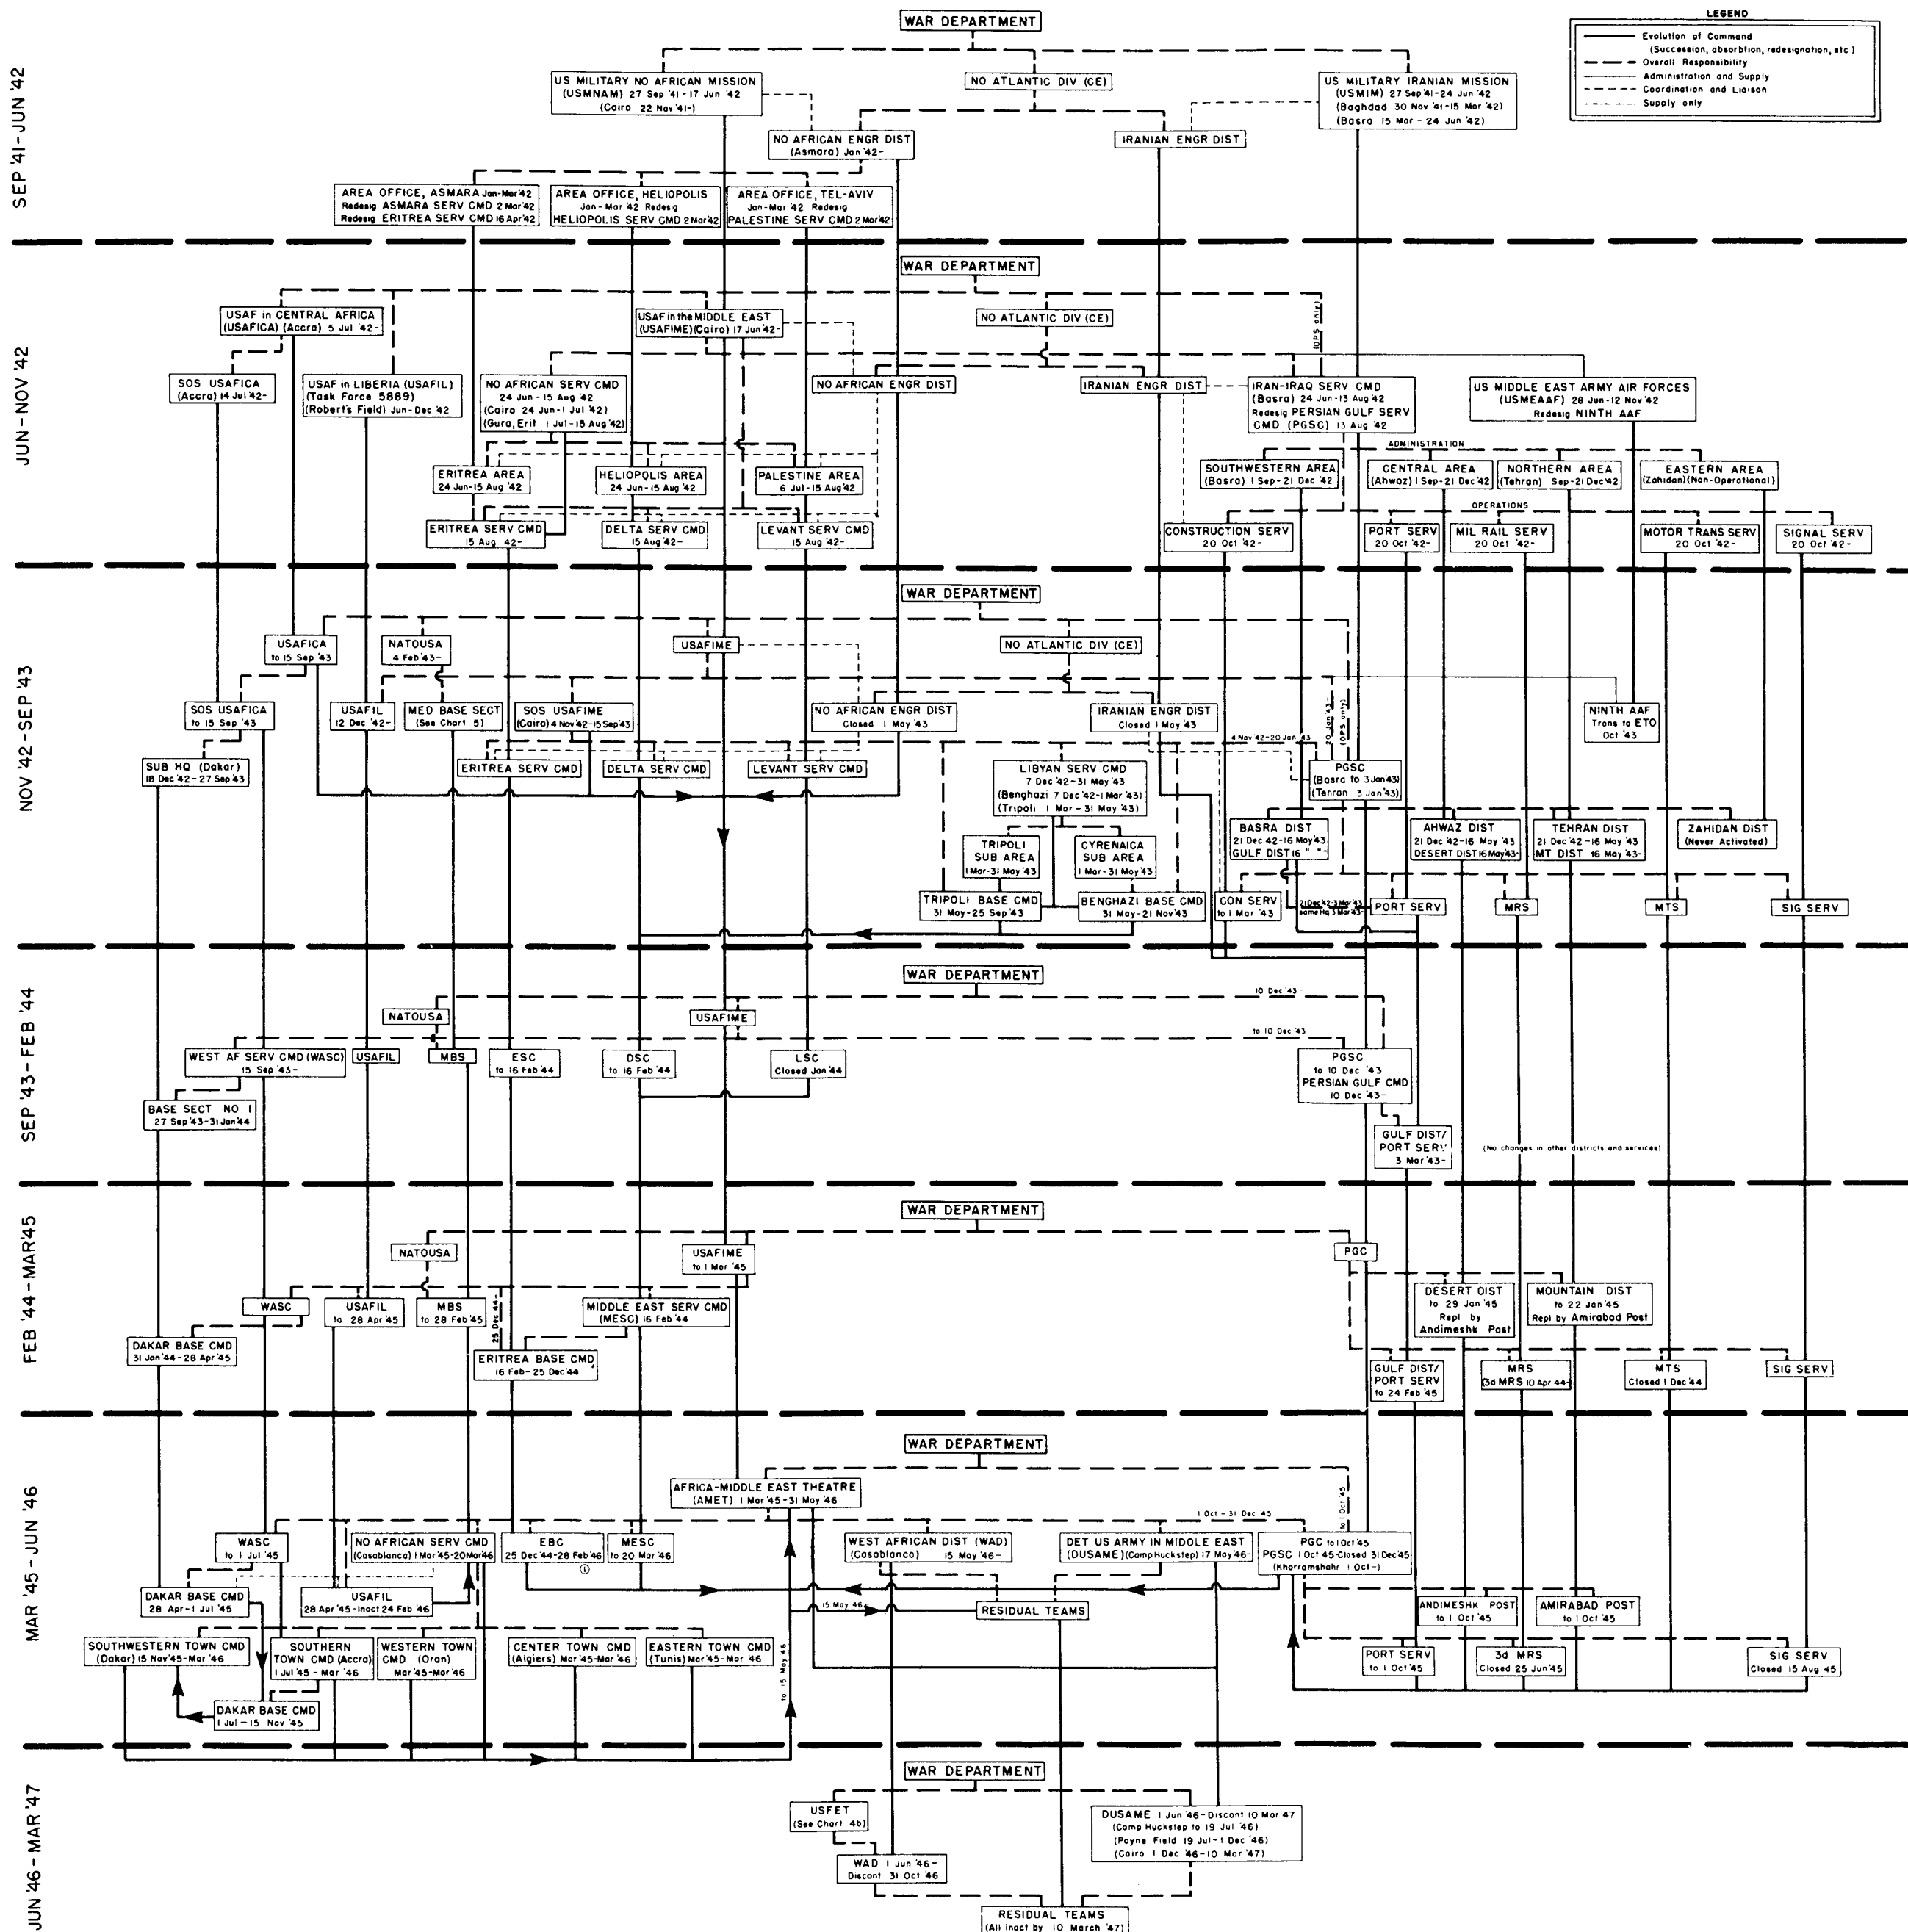 LEGEND
Evolution of Command
(Succession, absorbtion, redesignation, etc)
Overall Responsibility
Administration and Supply
Coordination and Liaison
Supply only
SEP '41-JUN '42
WAR DEPARTMENT
US MILITARY NO AFRICAN MISSION
(USMNAM) 27 Sep '41-17 Jun '42
(Cairo 22 Nov '41-)
NO ATLANTIC DIV (CE)
US MILITARY IRANIAN MISSION
(USMIM) 27 Sep '41-24 Jun '42
(Baghdad 30 Nov '41-15 Mar '42)
(Basra 15 Mar - 24 Jun '42)
NO AFRICAN ENGR DIST
(Asmara) Jan '42-
IRANIAN ENGR DIST
AREA OFFICE, ASMARA Jan-Mar '42
Redesig ASMARA SERV CMD 2 Mar '42
Redesig ERITREA SERV CMD 16 Apr '42
AREA OFFICE, HELIOPOLIS
Jan-Mar '42 Redesig
HELIOPOLIS SERV CMD 2 Mar '42
AREA OFFICE, TEL-AVIV
Jan-Mar '42 Redesig
PALESTINE SERV CMD 2 Mar '42
JUN-NOV '42
WAR DEPARTMENT
USAF in CENTRAL AFRICA
(USAFICA) (Accra) 5 Jul '42-
USAF in the MIDDLE EAST
(USAFIME) (Cairo) 17 Jun '42-
NO ATLANTIC DIV (CE)
(OPS only)
SOS USAFICA
(Accra) 14 Jul '42-
USAF in LIBERIA (USAFIL)
(Task Force 5889)
(Robert's Field) Jun-Dec '42
NO AFRICAN SERV CMD
24 Jun-15 Aug '42
(Cairo 24 Jun-1 Jul '42)
(Gura, Erit 1 Jul-15 Aug '42)
NO AFRICAN ENGR DIST
IRANIAN ENGR DIST
IRAN-IRAQ SERV CMD
(Basra) 24 Jun-13 Aug '42
Redesig PERSIAN GULF SERV
CMD (PGSC) 13 Aug '42
US MIDDLE EAST ARMY AIR FORCES
(USMEAAF) 28 Jun-12 Nov '42
Redesig NINTH AAF
ADMINISTRATION
ERITREA AREA
24 Jun-15 Aug '42
HELIOPOLIS AREA
24 Jun-15 Aug '42
PALESTINE AREA
6 Jul-15 Aug '42
SOUTHWESTERN AREA
(Basra) 1 Sep-21 Dec '42
CENTRAL AREA
(Ahwaz) 1 Sep-21 Dec '42
NORTHERN AREA
(Tehran) Sep-21 Dec '42
EASTERN AREA
(Zahidan) (Non-Operational)
OPERATIONS
ERITREA SERV CMD
15 Aug '42-
DELTA SERV CMD
15 Aug '42-
LEVANT SERV CMD
15 Aug '42-
CONSTRUCTION SERV
20 Oct '42-
PORT SERV
20 Oct '42-
MIL RAIL SERV
20 Oct '42-
MOTOR TRANS SERV
20 Oct '42-
SIGNAL SERV
20 Oct '42-
NOV '42-SEP '43
WAR DEPARTMENT
USAFICA
to 15 Sep '43
NATOUSA
4 Feb '43-
USAFIME
NO ATLANTIC DIV (CE)
SOS USAFICA
to 15 Sep '43
USAFIL
12 Dec '42-
MED BASE SECT
(See Chart 5)
SOS USAFIME
(Cairo) 4 Nov '42-15 Sep '43
NO AFRICAN ENGR DIST
Closed 1 May '43
IRANIAN ENGR DIST
Closed 1 May '43
4 Nov '42-20 Jan '43
20 Jan '43-
(OPS only)
NINTH AAF
Trans to ETO
Oct '43
SUB HQ (Dakar)
18 Dec '42-27 Sep '43
ERITREA SERV CMD
DELTA SERV CMD
LEVANT SERV CMD
LIBYAN SERV CMD
7 Dec '42-31 May '43
(Benghazi 7 Dec '42-1 Mar '43)
(Tripoli 1 Mar-31 May '43)
PGSC
(Basra to 3 Jan '43)
(Tehran 3 Jan '43)
TRIPOLI
SUB AREA
1 Mar-31 May '43
CYRENAICA
SUB AREA
1 Mar-31 May '43
BASRA DIST
21 Dec '42-16 May '43
GULF DIST 16 " "-
AHWAZ DIST
21 Dec '42-16 May '43
DESERT DIST 16 May '43-
TEHRAN DIST
21 Dec '42-16 May '43
MT DIST 16 May '43-
ZAHIDAN DIST
(Never Activated)
TRIPOLI BASE CMD
31 May-25 Sep '43
BENGHAZI BASE CMD
31 May-21 Nov '43
CON SERV
to 1 Mar '43
21 Dec '42-3 Mar '43
same Hq 3 Mar '43-
PORT SERV
MRS
MTS
SIG SERV
SEP '43-FEB '44
WAR DEPARTMENT
10 Dec '43-
NATOUSA
USAFIME
to 10 Dec '43
WEST AF SERV CMD (WASC)
15 Sep '43-
USAFIL
MBS
ESC
to 16 Feb '44
DSC
to 16 Feb '44
LSC
Closed Jan '44
PGSC
to 10 Dec '43
PERSIAN GULF CMD
10 Dec '43-
BASE SECT NO 1
27 Sep '43-31 Jan '44
GULF DIST/
PORT SERV
3 Mar '43-
(No changes in other districts and services)
FEB '44-MAR '45
WAR DEPARTMENT
NATOUSA
USAFIME
to 1 Mar '45
PGC
WASC
USAFIL
to 28 Apr '45
MBS
to 28 Feb '45
25 Dec '44-
MIDDLE EAST SERV CMD
(MESC) 16 Feb '44
DESERT DIST
to 29 Jan '45
Repl by
Andimeshk Post
MOUNTAIN DIST
to 22 Jan '45
Repl by Amirabad Post
DAKAR BASE CMD
31 Jan '44-28 Apr '45
ERITREA BASE CMD
16 Feb-25 Dec '44
GULF DIST/
PORT SERV
to 24 Feb '45
MRS
(3d MRS 10 Apr 44-)
MTS
Closed 1 Dec '44
SIG SERV
MAR '45-JUN '46
WAR DEPARTMENT
AFRICA-MIDDLE EAST THEATRE
(AMET) 1 Mar '45-31 May '46
to 1 Oct '45
1 Oct - 31 Dec '45
WASC
to 1 Jul '45
NO AFRICAN SERV CMD
(Casablanca) 1 Mar '45-20 Mar '46
EBC
25 Dec '44-28 Feb '46
①
MESC
to 20 Mar '46
WEST AFRICAN DIST (WAD)
(Casablanca) 15 May '46-
DET US ARMY IN MIDDLE EAST
(DUSAME) (Camp Huckstep) 17 May '46-
PGC to 1 Oct '45
PGSC 1 Oct '45-Closed 31 Dec '45
(Khorramshahr 1 Oct-)
DAKAR BASE CMD
28 Apr-1 Jul '45
USAFIL
28 Apr '45-Inact 24 Feb '46
15 May '46
RESIDUAL TEAMS
ANDIMESHK POST
to 1 Oct '45
AMIRABAD POST
to 1 Oct '45
SOUTHWESTERN TOWN CMD
(Dakar) 15 Nov '45-Mar '46
SOUTHERN
TOWN CMD (Accra)
1 Jul '45 - Mar '46
WESTERN TOWN
CMD (Oran)
Mar '45-Mar '46
CENTER TOWN CMD
(Algiers) Mar '45-Mar '46
EASTERN TOWN CMD
(Tunis) Mar '45-Mar '46
to 15 May '46
PORT SERV
to 1 Oct '45
3d MRS
Closed 25 Jun '45
SIG SERV
Closed 15 Aug 45
DAKAR BASE CMD
1 Jul-15 Nov '45
JUN '46-MAR '47
WAR DEPARTMENT
USFET
(See Chart 4b)
DUSAME 1 Jun '46-Discont 10 Mar 47
(Camp Huckstep to 19 Jul '46)
(Payne Field 19 Jul-1 Dec '46)
(Cairo 1 Dec '46-10 Mar '47)
WAD 1 Jun '46-
Discont 31 Oct '46
RESIDUAL TEAMS
(All inact by 10 March '47)